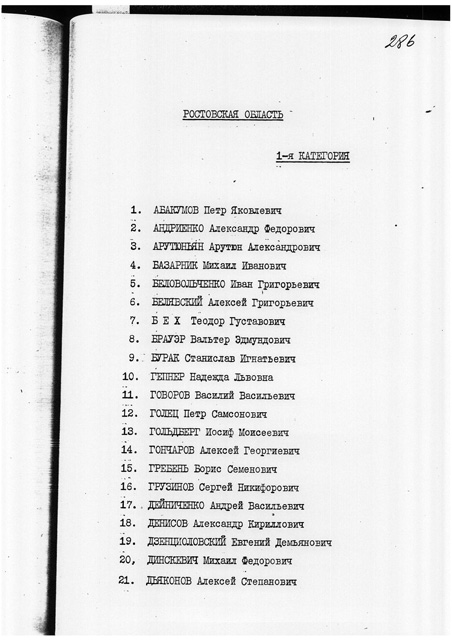 286
РОСТОВСКАЯ ОБЛАСТЬ
1-я КАТЕГОРИЯ
1. АБАКУМОВ Петр Яковлевич
2. АНДРИЕНКО Александр Федорович
3. АРУТЮНЬЯН Арутюн Александрович
4. БАЗАРНИК Михаил Иванович
5. БЕЛОВОЛЬЧЕНКО Иван Григорьевич
6. БЕЛЯВСКИЙ Алексей Григорьевич
7. Б Е Х Теодор Густавович
8. БРАУЭР Вальтер Эдмундович
9. БУРАК Станислав Игнатьевич
10. ГЕПНЕР Надежда Львовна
11. ГОВОРОВ Василий Васильевич
12. ГОЛЕЦ Петр Самсонович
13. ГОЛЬДБЕРГ Иосиф Моисеевич
14. ГОНЧАРОВ Алексей Георгиевич
15. ГРЕБЕНЬ Борис Семенович
16. ГРУЗИНОВ Сергей Никифорович
17. ДЕЙНИЧЕНКО Андрей Васильевич
18. ДЕНИСОВ Александр Кириллович
19. ДЗЕНЦИОЛОВСКИЙ Евгений Демьянович
20, ДИНСКЕВИЧ Михаил Федорович
21. ДЬЯКОНОВ Алексей Степанович